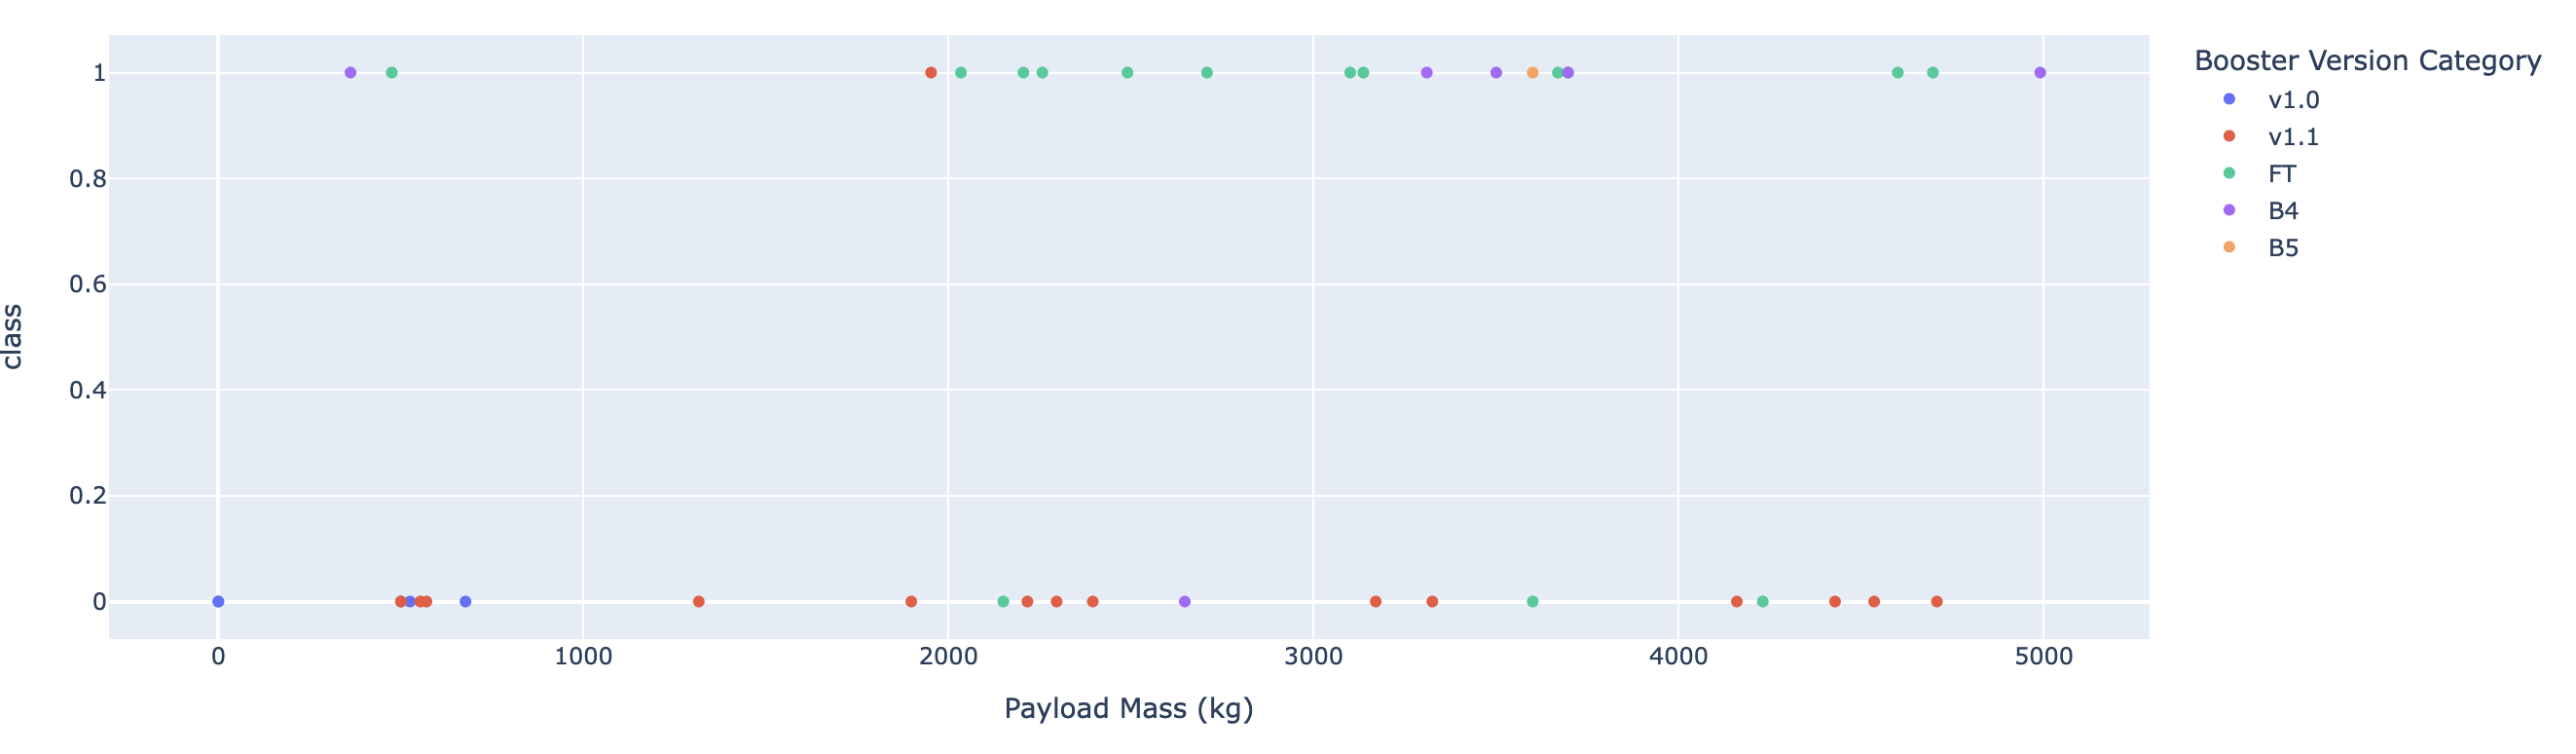 Booster Version Category
v1.0
v1.1
FT
B4
B5
class
1
0.8
0.6
0.4
0.2
0
0 1000 2000 3000 4000 5000
Payload Mass (kg)